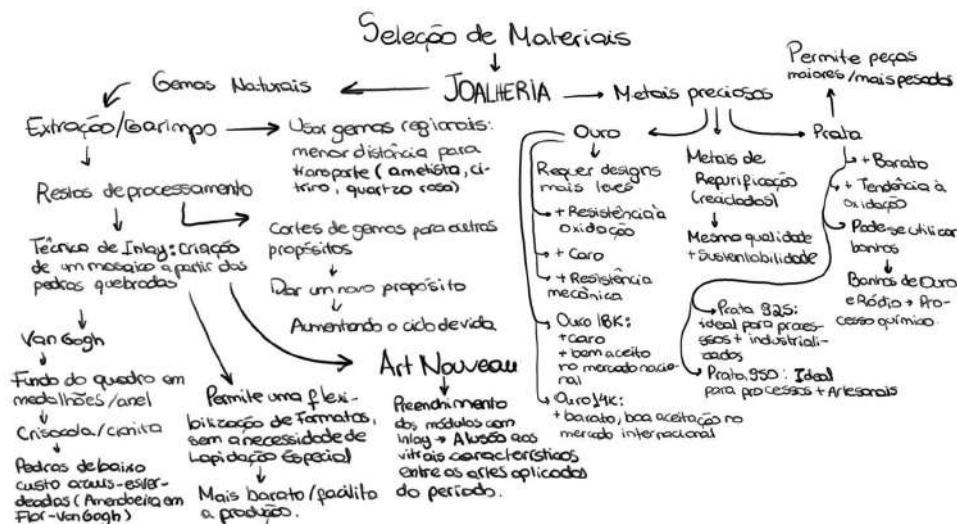 Seleção de Materiais
JOALHERIA
Gemas Naturais
Extração/Garimpo
Usar gemas regionais:
menor distância para
transporte (ametista, ci-
trino, quartzo rosa)
Restos de processamento
Técnica de Inlay: criação
de um mosaico a partir das
pedras quebradas
Van Gogh
Fundo do quadro em
medalhões/anel
Crisocola/cianita
Pedras de baixo
custo azuis-esver-
deadas (Amendoeira em
Flor-Van Gogh)
Cortes de gemas para outros
propósitos
Dar um novo propósito
Aumentando o ciclo de vida
Permite uma flexi-
bilização de formatos,
sem a necessidade de
Lapidação Especial
Mais barato/facilita
a produção.
Art Nouveau
Preenchimento
dos módulos com
Inlay → Alusão aos
vitrais característicos
entre as artes aplicadas
do período.
Metais preciosos
Ouro
Requer designs
mais leves
+ Resistência à
oxidação
+ Caro
+ Resistência
mecânica
Ouro 18K:
+ caro
+ bem aceito
no mercado nacio-
nal
Ouro 14K:
+ barato, boa aceitação no
mercado internacional
Metais de
Repurificação
(reciclados)
Mesma qualidade
+ Sustentabilidade
Prata
Permite peças
maiores/mais pesadas
+ Barato
+ Tendência à
oxidação
Pode-se utilizar
banhos
Banhos de Ouro
e Ródio → Pro-
cesso químico
Prata 925:
ideal para proces-
sos + industriali-
zados
Prata 950: Ideal
para processos + Artesanais